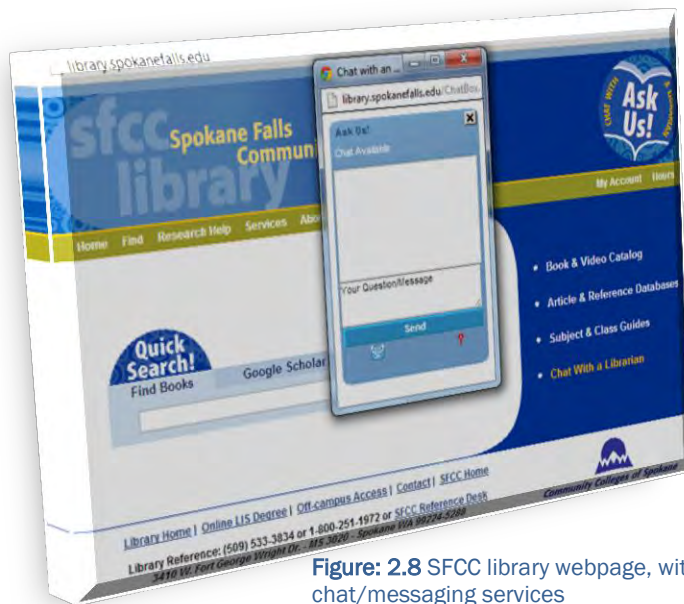 library.spokanefalls.edu
sfcc
library
Spokane Falls
Commun
CHAT WITH
Ask
Us!
Home Find Research Help Services Abo
My Account Hours
Chat with an ...
library.spokanefalls.edu/ChatBox
Ask Us!
Chat Available
Your Question/Message
Send
?
Quick
Search!
Find Books
Google Scholar
• Book & Video Catalog
• Article & Reference Databases
• Subject & Class Guides
• Chat With a Librarian
Library Home | Online LIS Degree | Off-campus Access | Contact | SFCC Home
Library Reference: (509) 533-3834 or 1-800-251-1972 or SFCC Reference Desk
3410 W. Fort George Wright Dr. - MS 3020 - Spokane WA 99224-5288
Community Colleges of Spokane
Figure: 2.8 SFCC library webpage, wit
chat/messaging services